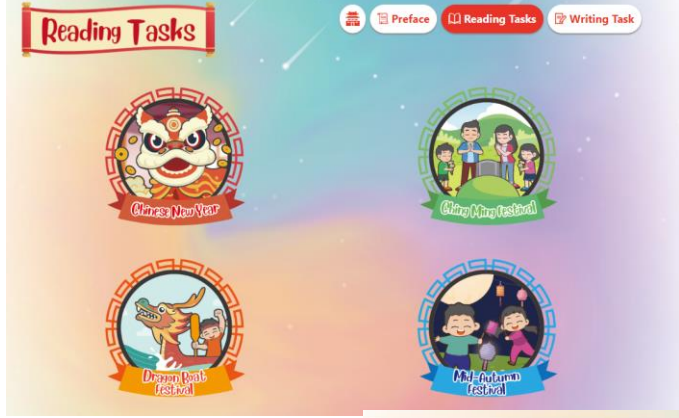 Reading Tasks
Preface
Reading Tasks
Writing Task
Chinese New Year
Ching Ming Festival
Dragon Boat
Festival
Mid-Autumn
Festival